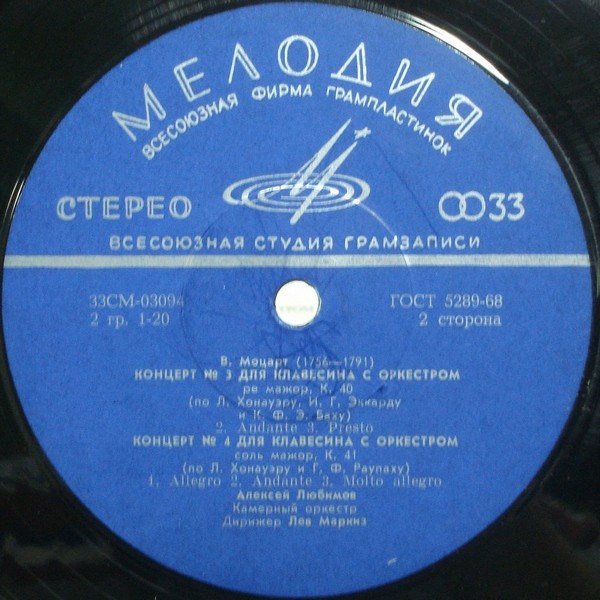 МЕЛОДИЯ
ВСЕСОЮЗНАЯ ФИРМА ГРАМПЛАСТИНОК
СТЕРЕО
33
ВСЕСОЮЗНАЯ СТУДИЯ ГРАМЗАПИСИ
33СМ-03094
ГОСТ 5289-68
2 гр. 1-20
2 сторона
В. Моцарт (1756—1791)
КОНЦЕРТ № 3 ДЛЯ КЛАВЕСИНА С ОРКЕСТРОМ
ре мажор, К. 40
(по Л. Хонауэру, И. Г. Эккарду
и К. Ф. Э. Баху)
2. Andante 3. Presto
КОНЦЕРТ № 4 ДЛЯ КЛАВЕСИНА С ОРКЕСТРОМ
соль мажор, К. 41
(по Л. Хонауэру и Г. Ф. Раупаху)
1. Allegro 2. Andante 3. Molto allegro
Алексей Любимов
Камерный оркестр
Дирижер Лев Маркиз